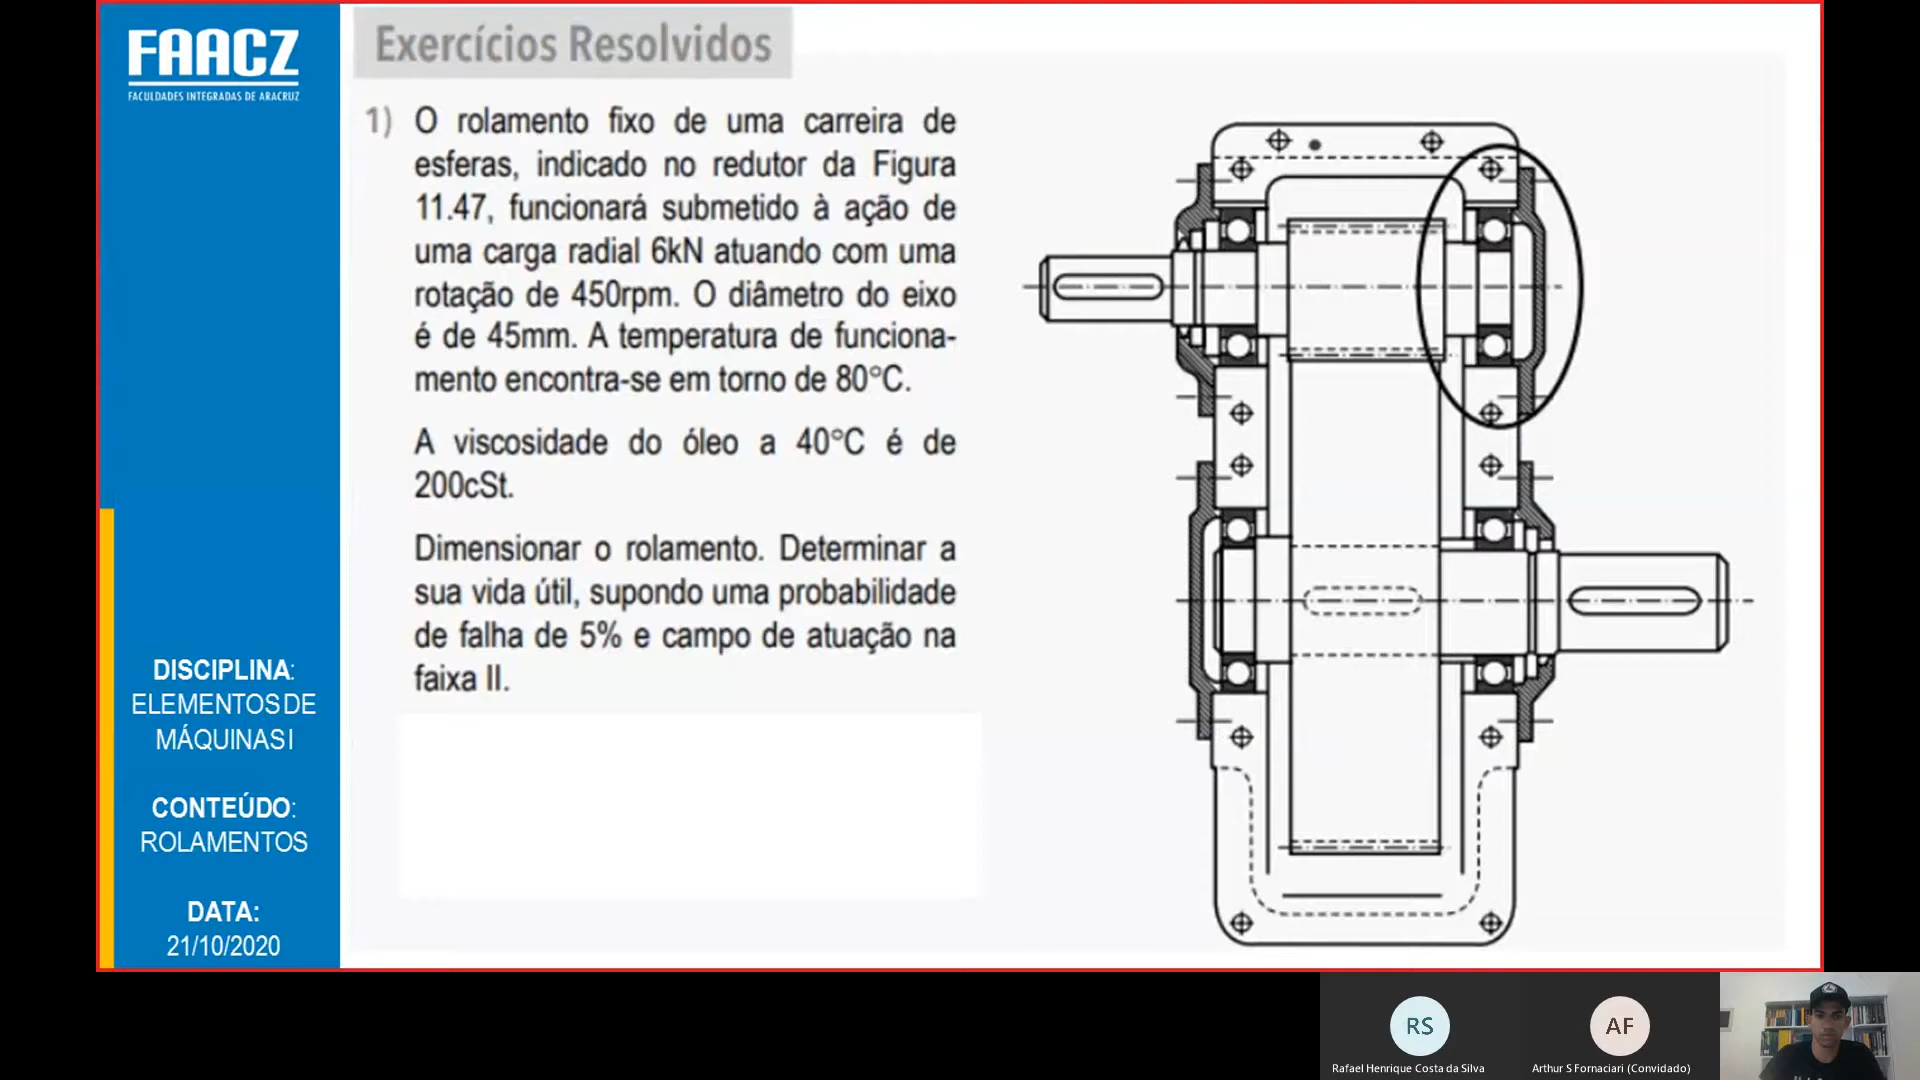 FAACZ
FACULDADES INTEGRADAS DE ARACRUZ
DISCIPLINA:
ELEMENTOS DE
MÁQUINAS I
CONTEÚDO:
ROLAMENTOS
DATA:
21/10/2020
Exercícios Resolvidos
1) O rolamento fixo de uma carreira de
esferas, indicado no redutor da Figura
11.47, funcionará submetido à ação de
uma carga radial 6kN atuando com uma
rotação de 450rpm. O diâmetro do eixo
é de 45mm. A temperatura de funciona-
mento encontra-se em torno de 80°C.
A viscosidade do óleo a 40°C é de
200cSt.
Dimensionar o rolamento. Determinar a
sua vida útil, supondo uma probabilidade
de falha de 5% e campo de atuação na
faixa II.
RS
Rafael Henrique Costa da Silva
AF
Arthur S Fornaciari (Convidado)